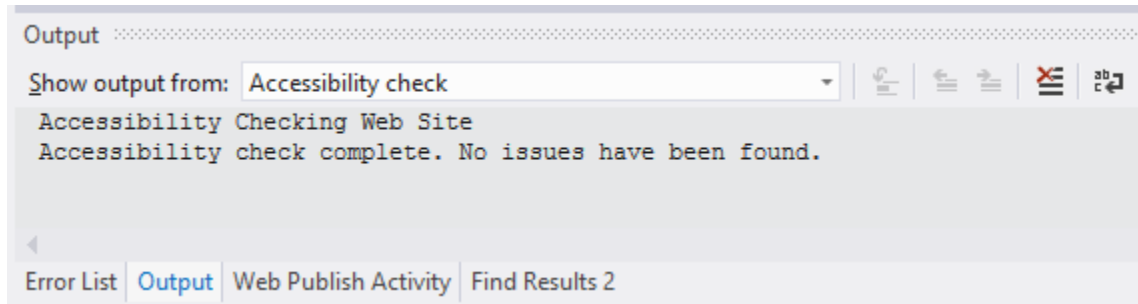 Output
Show output from: Accessibility check
Accessibility Checking Web Site
Accessibility check complete. No issues have been found.
Error List Output Web Publish Activity Find Results 2